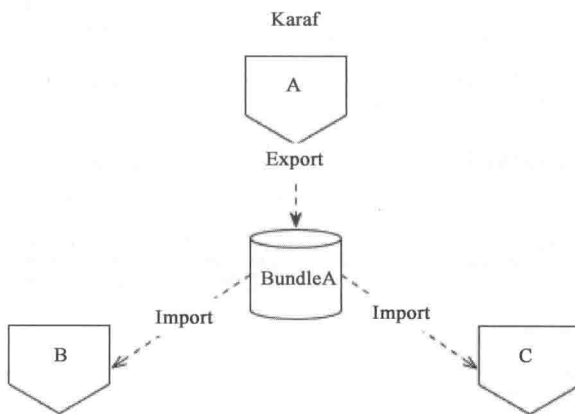 Karaf
A
Export
BundleA
Import
Import
B
C